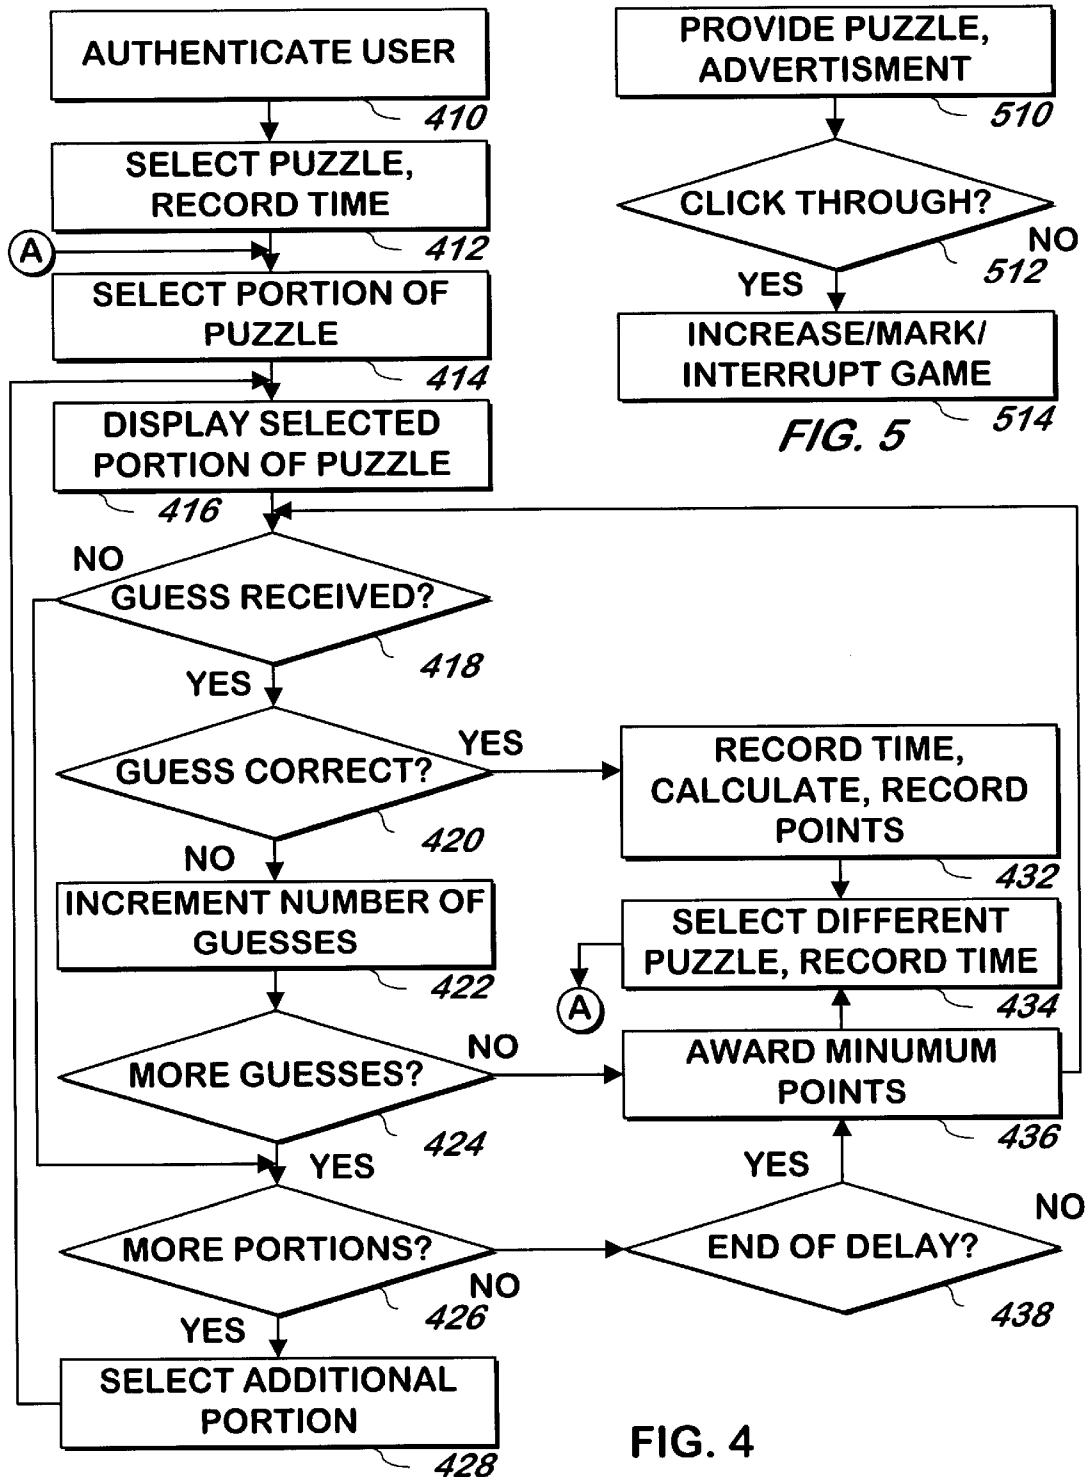 AUTHENTICATE USER
410
SELECT PUZZLE,
RECORD TIME
412
A
SELECT PORTION OF
PUZZLE
414
DISPLAY SELECTED
PORTION OF PUZZLE
416
NO
GUESS RECEIVED?
418
YES
GUESS CORRECT?
YES
420
NO
INCREMENT NUMBER OF
GUESSES
422
MORE GUESSES?
NO
424
YES
MORE PORTIONS?
NO
426
YES
SELECT ADDITIONAL
PORTION
428
RECORD TIME,
CALCULATE, RECORD
POINTS
432
SELECT DIFFERENT
PUZZLE, RECORD TIME
434
A
AWARD MINUMUM
POINTS
436
YES
END OF DELAY?
NO
438
FIG. 4
PROVIDE PUZZLE,
ADVERTISMENT
510
CLICK THROUGH?
NO
512
YES
INCREASE/MARK/
INTERRUPT GAME
514
FIG. 5